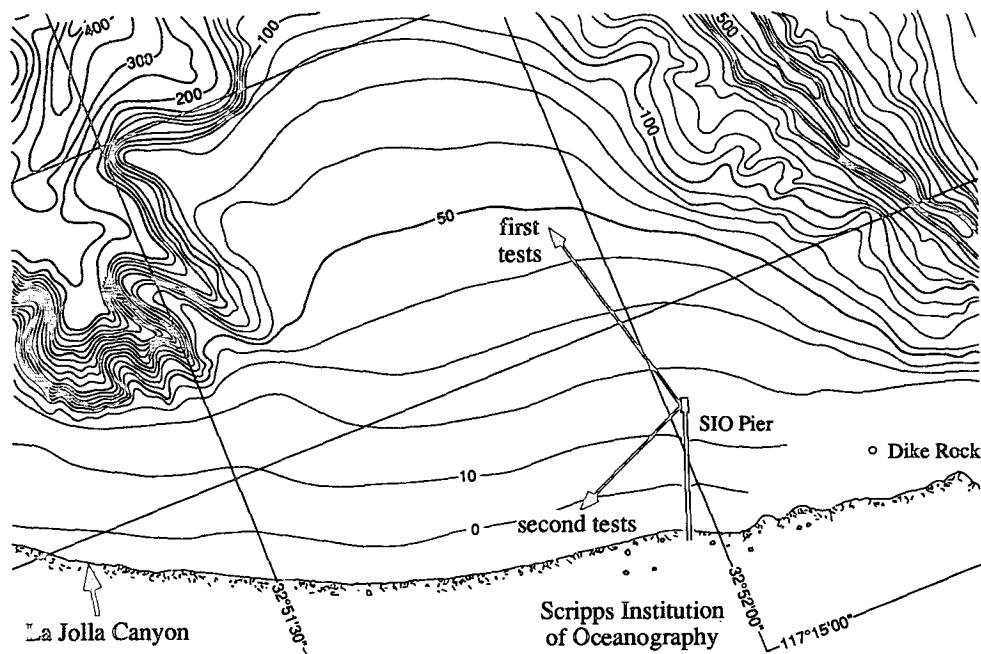 400
300
200
100
500
100
50
first
tests
SIO Pier
Dike Rock
10
0
second tests
La Jolla Canyon
32°51'30"
Scripps Institution
of Oceanography
32°52'00"
117°15'00"